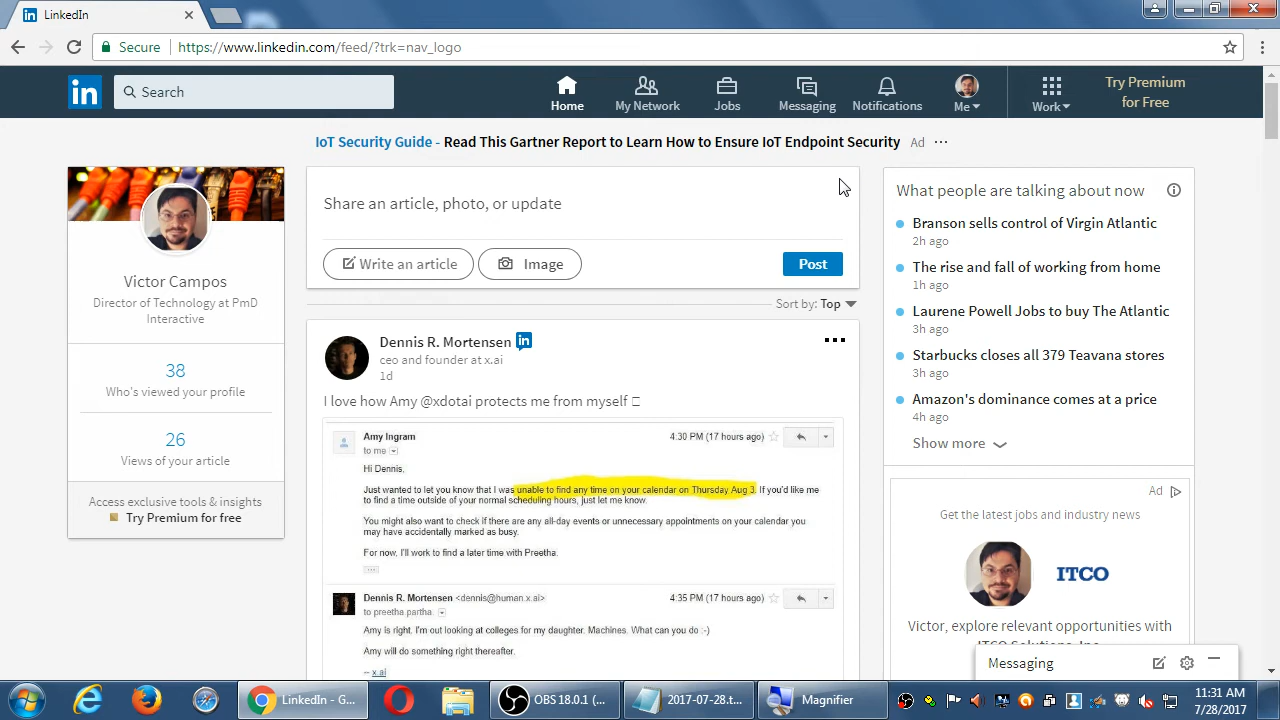 LinkedIn
Secure
https://www.linkedin.com/feed/?trk=nav_logo
in
Search
Home
My Network
Jobs
Messaging
Notifications
Me
Work
Try Premium
for Free
IoT Security Guide - Read This Gartner Report to Learn How to Ensure IoT Endpoint Security
Ad
Victor Campos
Director of Technology at PmD
Interactive
38
Who's viewed your profile
26
Views of your article
Access exclusive tools & insights
Try Premium for free
Share an article, photo, or update
Write an article
Image
Post
Sort by: Top
Dennis R. Mortensen in
ceo and founder at x.ai
1d
I love how Amy @xdotai protects me from myself
Amy Ingram
4:30 PM (17 hours ago)
to me
Hi Dennis,
Just wanted to let you know that I was unable to find any time on your calendar on Thursday Aug 3. If you'd like me
to find a time outside of your normal scheduling hours, just let me know.
You might also want to check if there are any all-day events or unnecessary appointments on your calendar you
may have accidentally marked as busy.
For now, I'll work to find a later time with Preetha.
Dennis R. Mortensen <dennis@human.x.ai>
4:35 PM (17 hours ago)
to preetha.partha.
Amy is right. I'm out looking at colleges for my daughter. Machines. What can you do :-)
Amy will do something right thereafter.
-- x.ai
What people are talking about now
Branson sells control of Virgin Atlantic
2h ago
The rise and fall of working from home
1h ago
Laurene Powell Jobs to buy The Atlantic
3h ago
Starbucks closes all 379 Teavana stores
3h ago
Amazon's dominance comes at a price
4h ago
Show more
Ad
Get the latest jobs and industry news
ITCO
Victor, explore relevant opportunities with
ITCO Solutions, Inc.
Messaging
LinkedIn - G...
OBS 18.0.1 (...
2017-07-28.t...
Magnifier
11:31 AM
7/28/2017